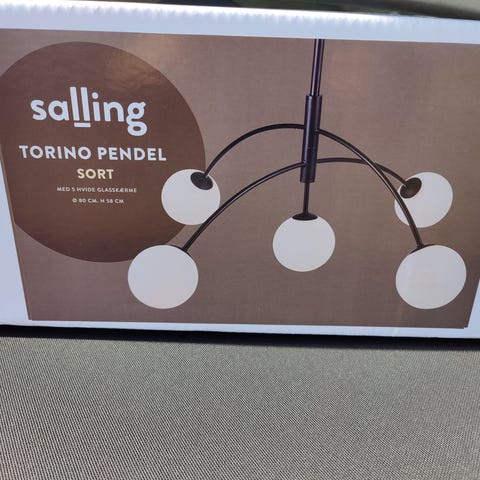 salling
TORINO PENDEL
SORT
MED 5 HVIDE GLASSKÆRME
Ø 80 CM. H 58 CM